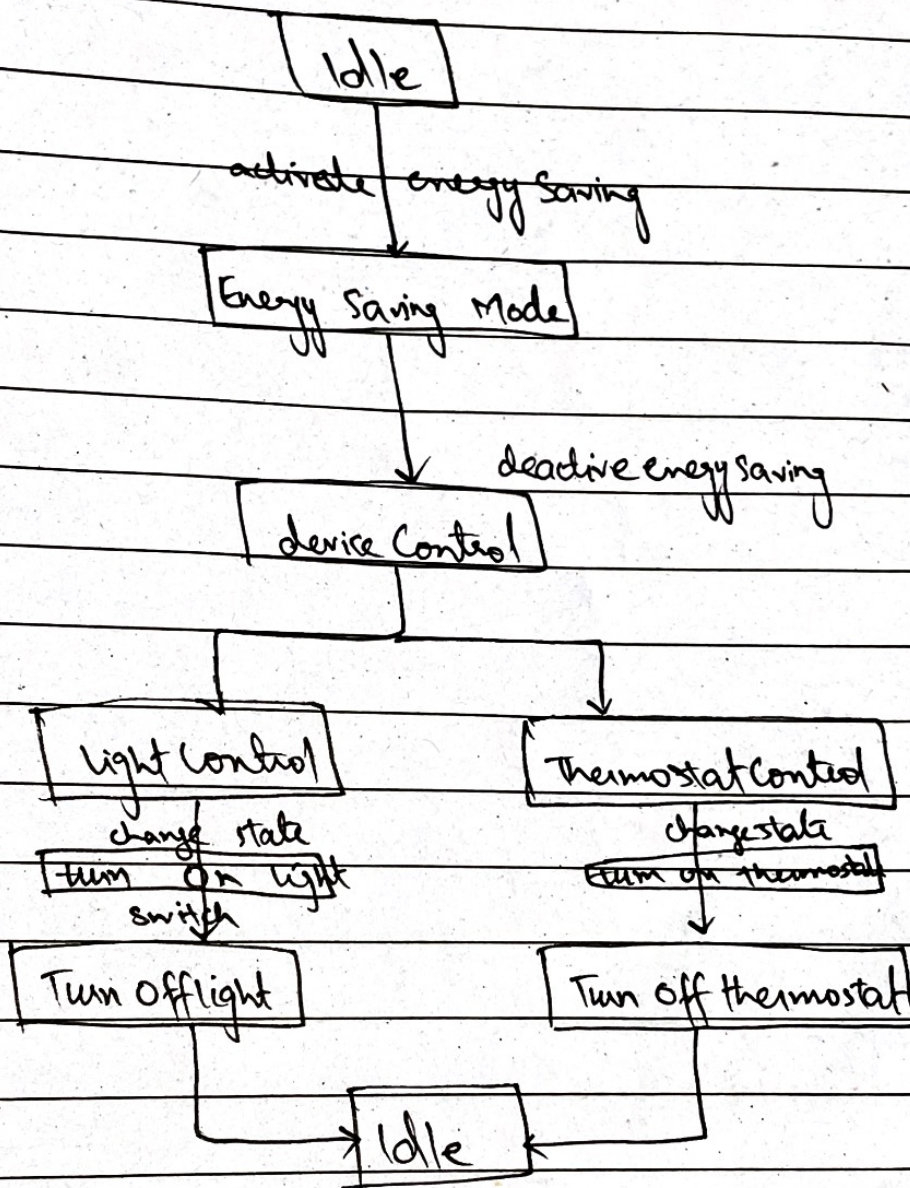 Idle
activate energy saving
Energy Saving Mode
deactive enegy saving
device Control
light Control
Thermostat Control
change state
change state
turn on light
turn on thermostat
switch
Turn Off light
Turn off thermostat
Idle